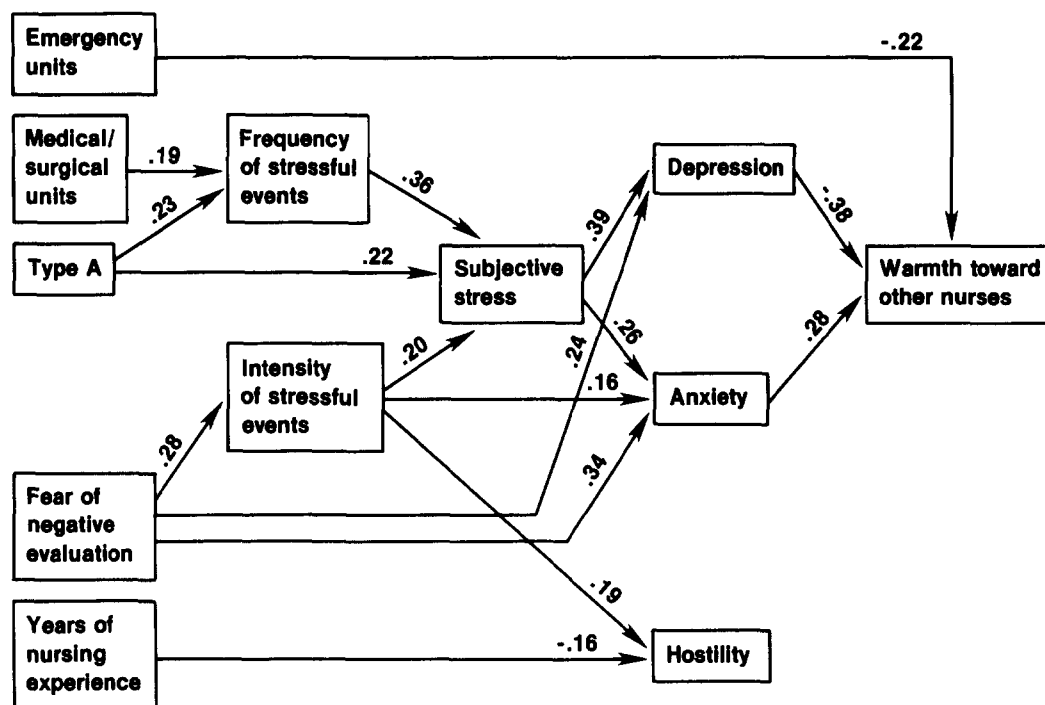 Emergency
units
-.22
Medical/
surgical
units
.19
Frequency
of stressful
events
.36
Depression
-.38
.23
Type A
.22
Subjective
stress
.39
.26
Warmth toward
other nurses
.28
.20
.24
Intensity
of stressful
events
.16
Anxiety
.28
.34
Fear of
negative
evaluation
.19
Years of
nursing
experience
-.16
Hostility